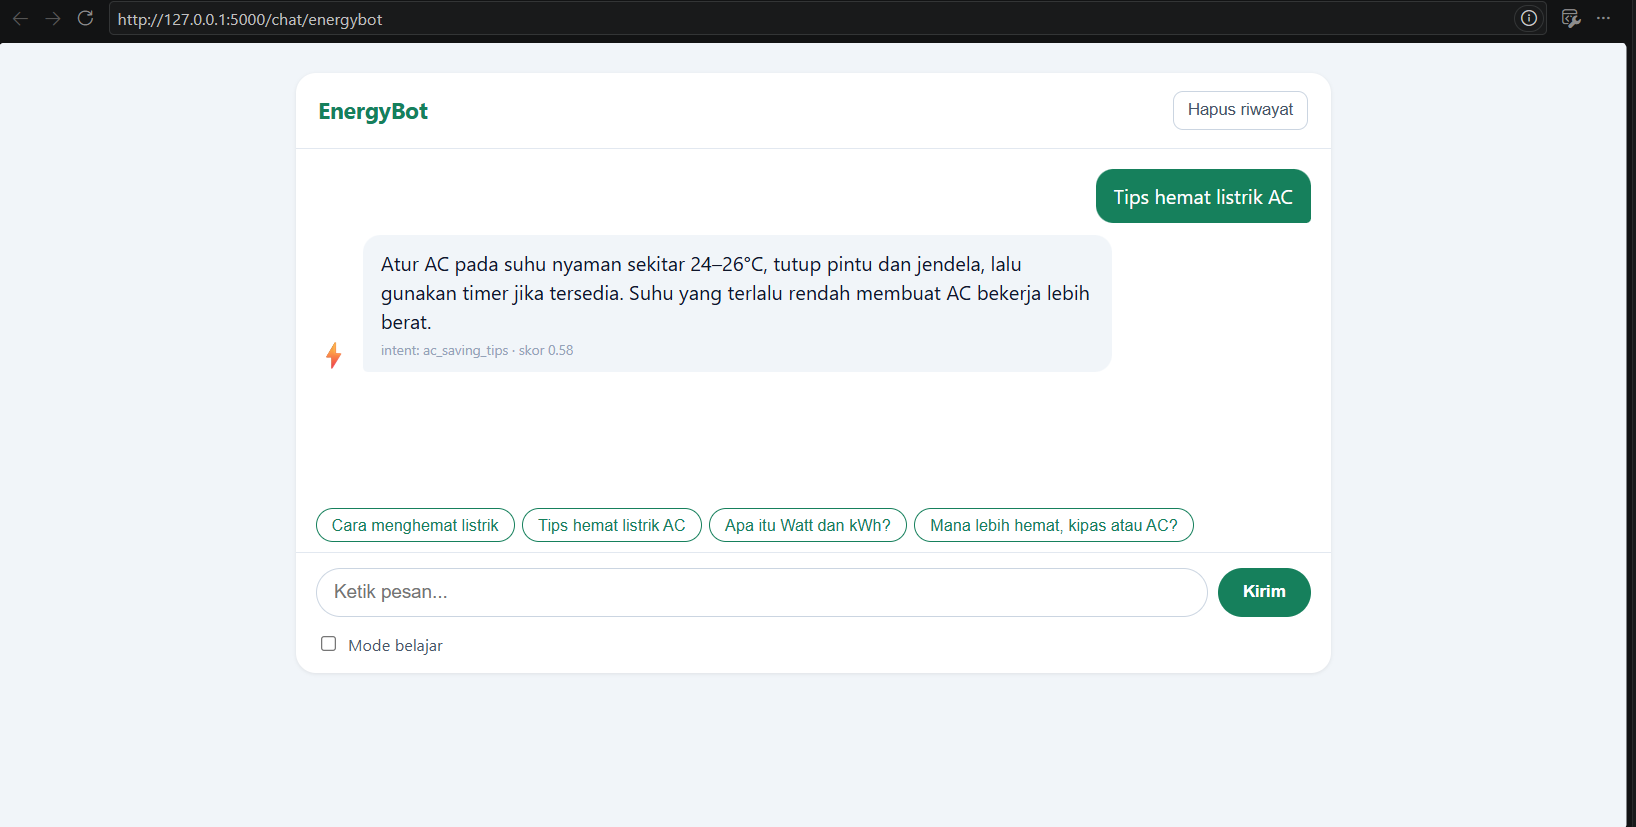 http://127.0.0.1:5000/chat/energybot
EnergyBot
Hapus riwayat
Tips hemat listrik AC
Atur AC pada suhu nyaman sekitar 24–26°C, tutup pintu dan jendela, lalu
gunakan timer jika tersedia. Suhu yang terlalu rendah membuat AC bekerja lebih
berat.
intent: ac_saving_tips · skor 0.58
Cara menghemat listrik
Tips hemat listrik AC
Apa itu Watt dan kWh?
Mana lebih hemat, kipas atau AC?
Ketik pesan...
Kirim
Mode belajar